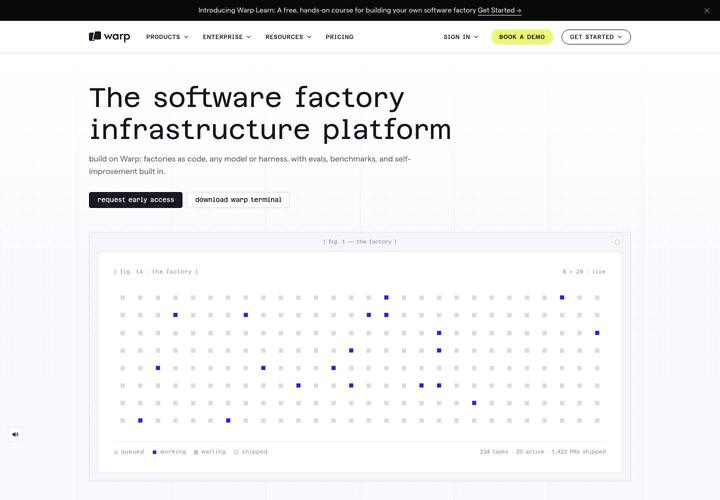 Introducing Warp Learn: A free, hands-on course for building your own software factory Get Started →
warp
PRODUCTS
ENTERPRISE
RESOURCES
PRICING
SIGN IN
BOOK A DEMO
GET STARTED
The software factory
infrastructure platform
build on Warp: factories as code, any model or harness, with evals, benchmarks, and self-
improvement built in.
request early access
download warp terminal
[ fig. 1 — the factory ]
[ fig. t4 · the factory ]
8 × 28 · live
queued
working
waiting
shipped
224 tasks · 20 active · 1,422 PRs shipped